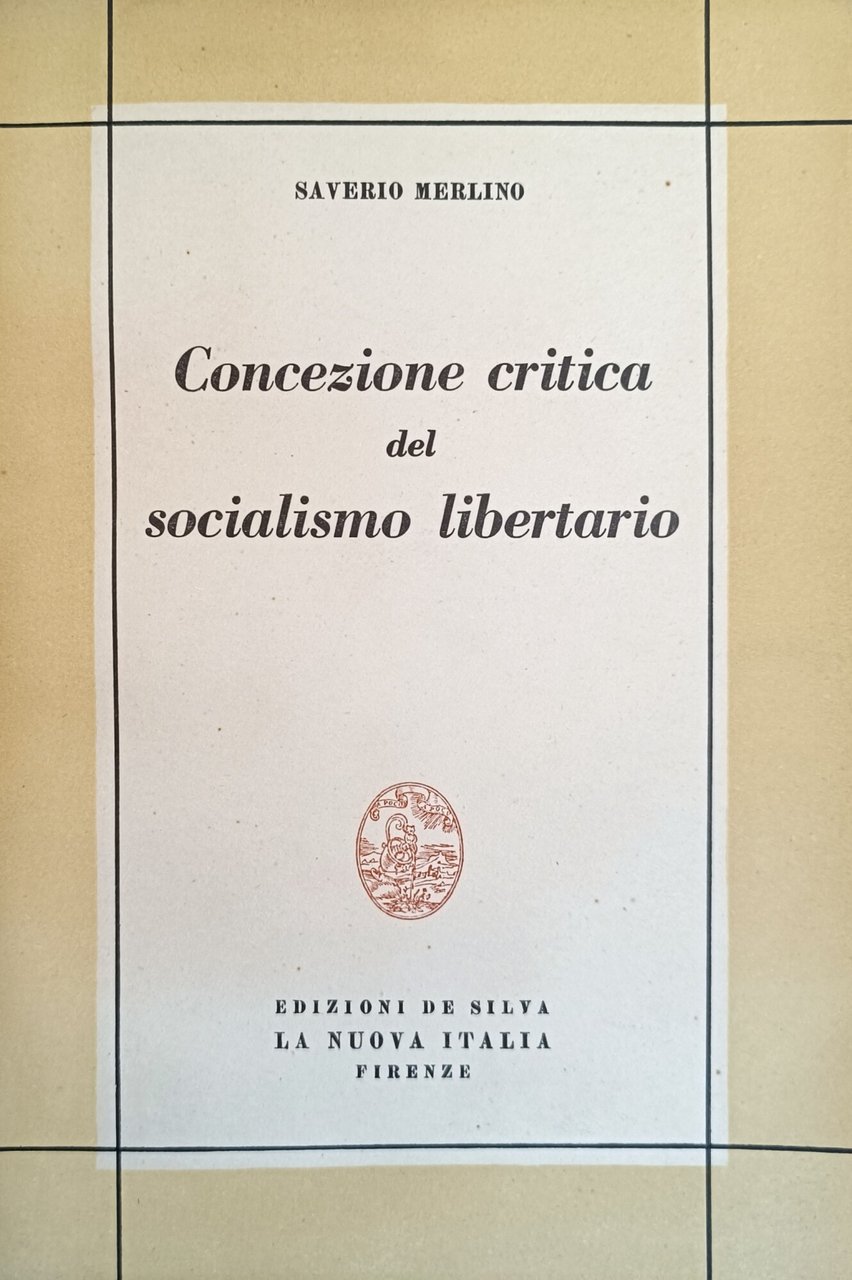 SAVERIO MERLINO
Concezione critica
del
socialismo libertario
EDIZIONI DE SILVA
LA NUOVA ITALIA
FIRENZE